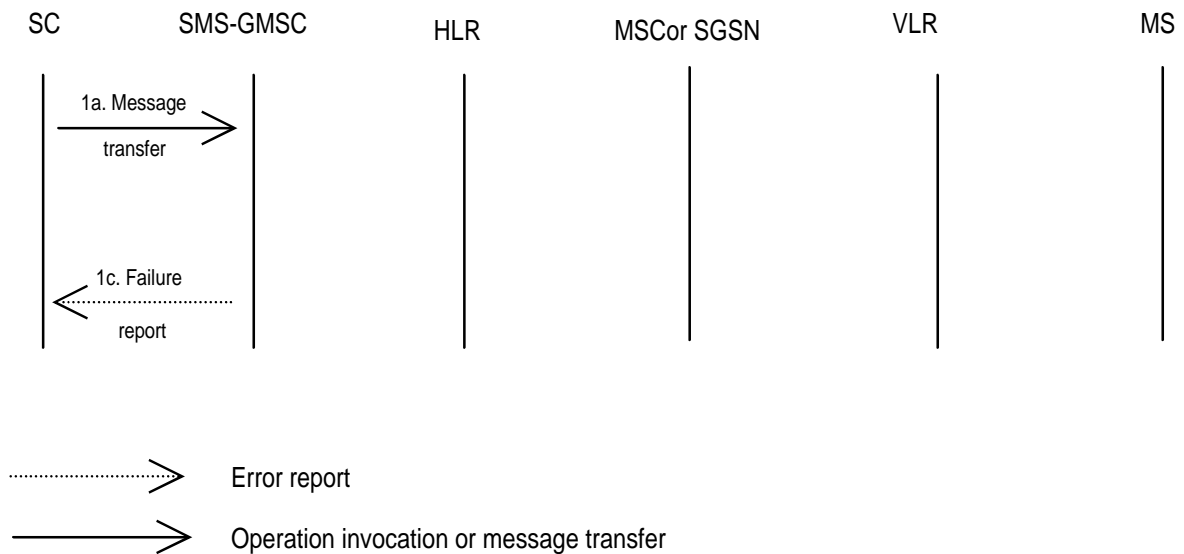 SC SMS-GMSC HLR MSCor SGSN VLR MS
1a. Message
transfer
1c. Failure
report
Error report
Operation invocation or message transfer